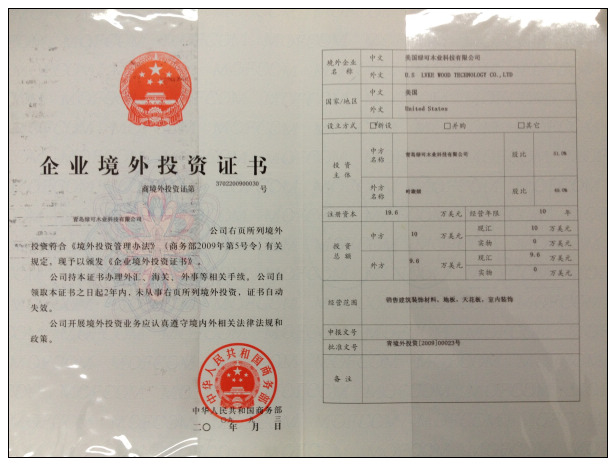 企业境外投资证书
商境外投资证第 3702200900030 号
青岛绿可木业科技有限公司
公司右页所列境外
投资符合《境外投资管理办法》（商务部2009年第5号令）有关
规定，现予以颁发《企业境外投资证书》。
公司持本证书办理外汇、海关、外事等相关手续。公司自
领取本证书之日起2年内，未从事右页所列境外投资，证书自动
失效。
公司开展境外投资业务应认真遵守境内外相关法律法规和
政策。
中华人民共和国商务部
中华人民共和国商务部
二〇 年 月 日
境外企业名称 中文 美国绿可木业科技有限公司
外文 U.S LVKH WOOD TECHNOLOGY CO.,LTD
国家/地区 中文 美国
外文 United States
设立方式 新设 并购 其它
投资主体 中方名称 青岛绿可木业科技有限公司 股比
外方名称 股比
注册资本 19.6 万美元 经营年限 10 年
投资总额 中方 10 万美元 现汇 10 万美元
实物 0 万美元
外方 9.6 万美元 现汇 9.6 万美元
实物 0 万美元
经营范围 销售建筑装饰材料、地板、天花板、室内装饰
申报文号
批准文号 青境外投资[2009]00023号
备注